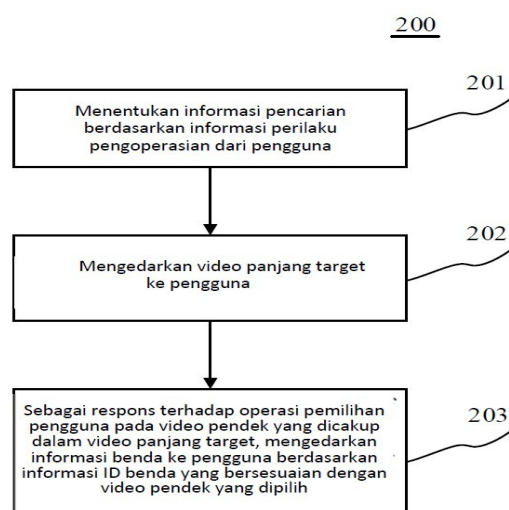 200
201
Menentukan informasi pencarian
berdasarkan informasi perilaku
pengoperasian dari pengguna
202
Mengedarkan video panjang target
ke pengguna
203
Sebagai respons terhadap operasi pemilihan
pengguna pada video pendek yang dicakup
dalam video panjang target, mengedarkan
informasi benda ke pengguna berdasarkan
informasi ID benda yang bersesuaian dengan
video pendek yang dipilih